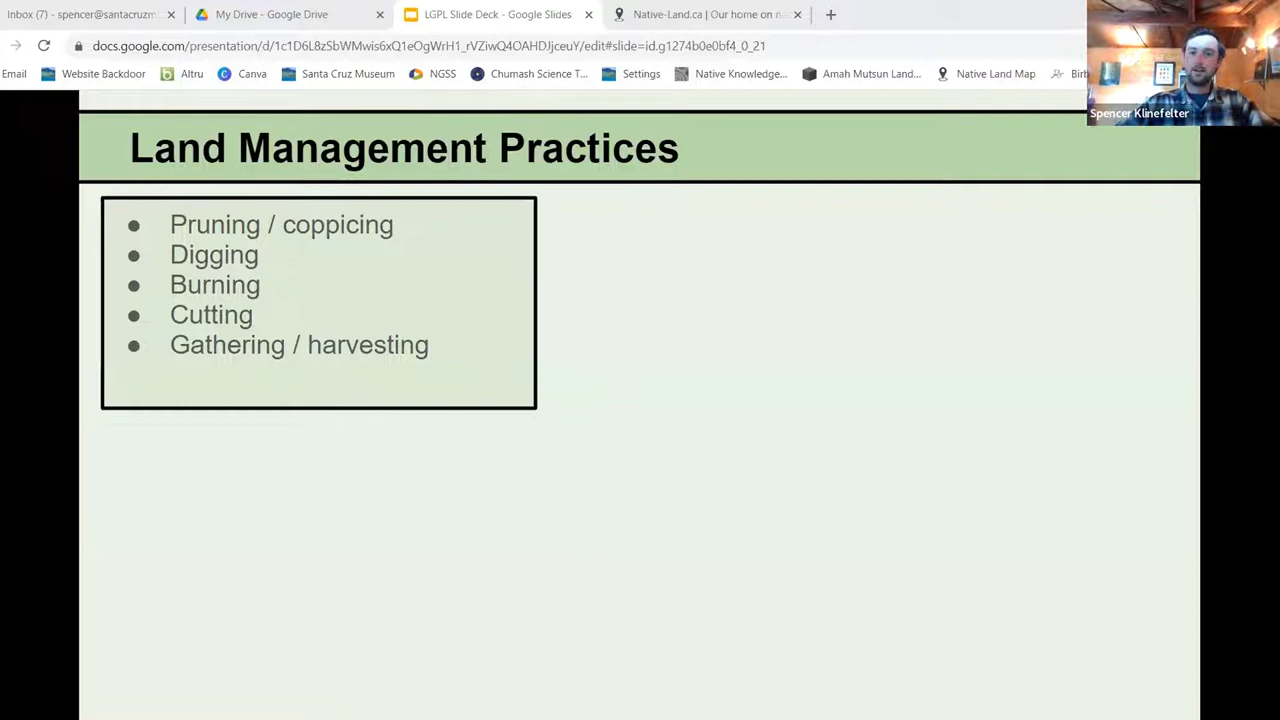 Inbox (7) - spencer@santacruzm
My Drive - Google Drive
LGPL Slide Deck - Google Slides
Native-Land.ca | Our home on n
docs.google.com/presentation/d/1c1D6L8zSbWMwis6xQ1eOgWrH1_rVZiwQ4OAHDJjceuY/edit#slide=id.g1274b0e0bf4_0_21
Email
Website Backdoor
Altru
Canva
Santa Cruz Museum
NGSS
Chumash Science T...
Settings
Native Knowledge...
Amah Mutsun Lan...
Native Land Map
Birb
Spencer Klinefelter
Land Management Practices
● Pruning / coppicing
● Digging
● Burning
● Cutting
● Gathering / harvesting